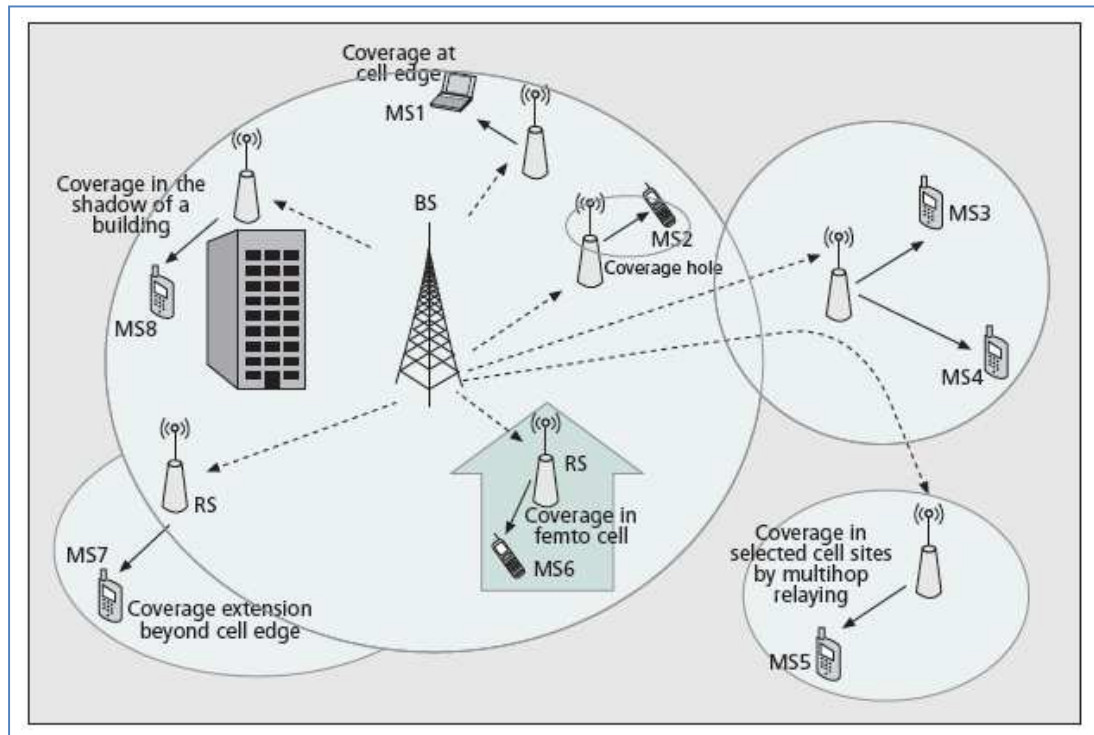 Coverage at
cell edge
MS1
Coverage in the
shadow of a
building
BS
MS3
MS2
Coverage hole
MS8
MS4
RS
RS
Coverage in
femto cell
MS6
Coverage in
selected cell sites
by multihop
relaying
MS7
Coverage extension
beyond cell edge
MS5